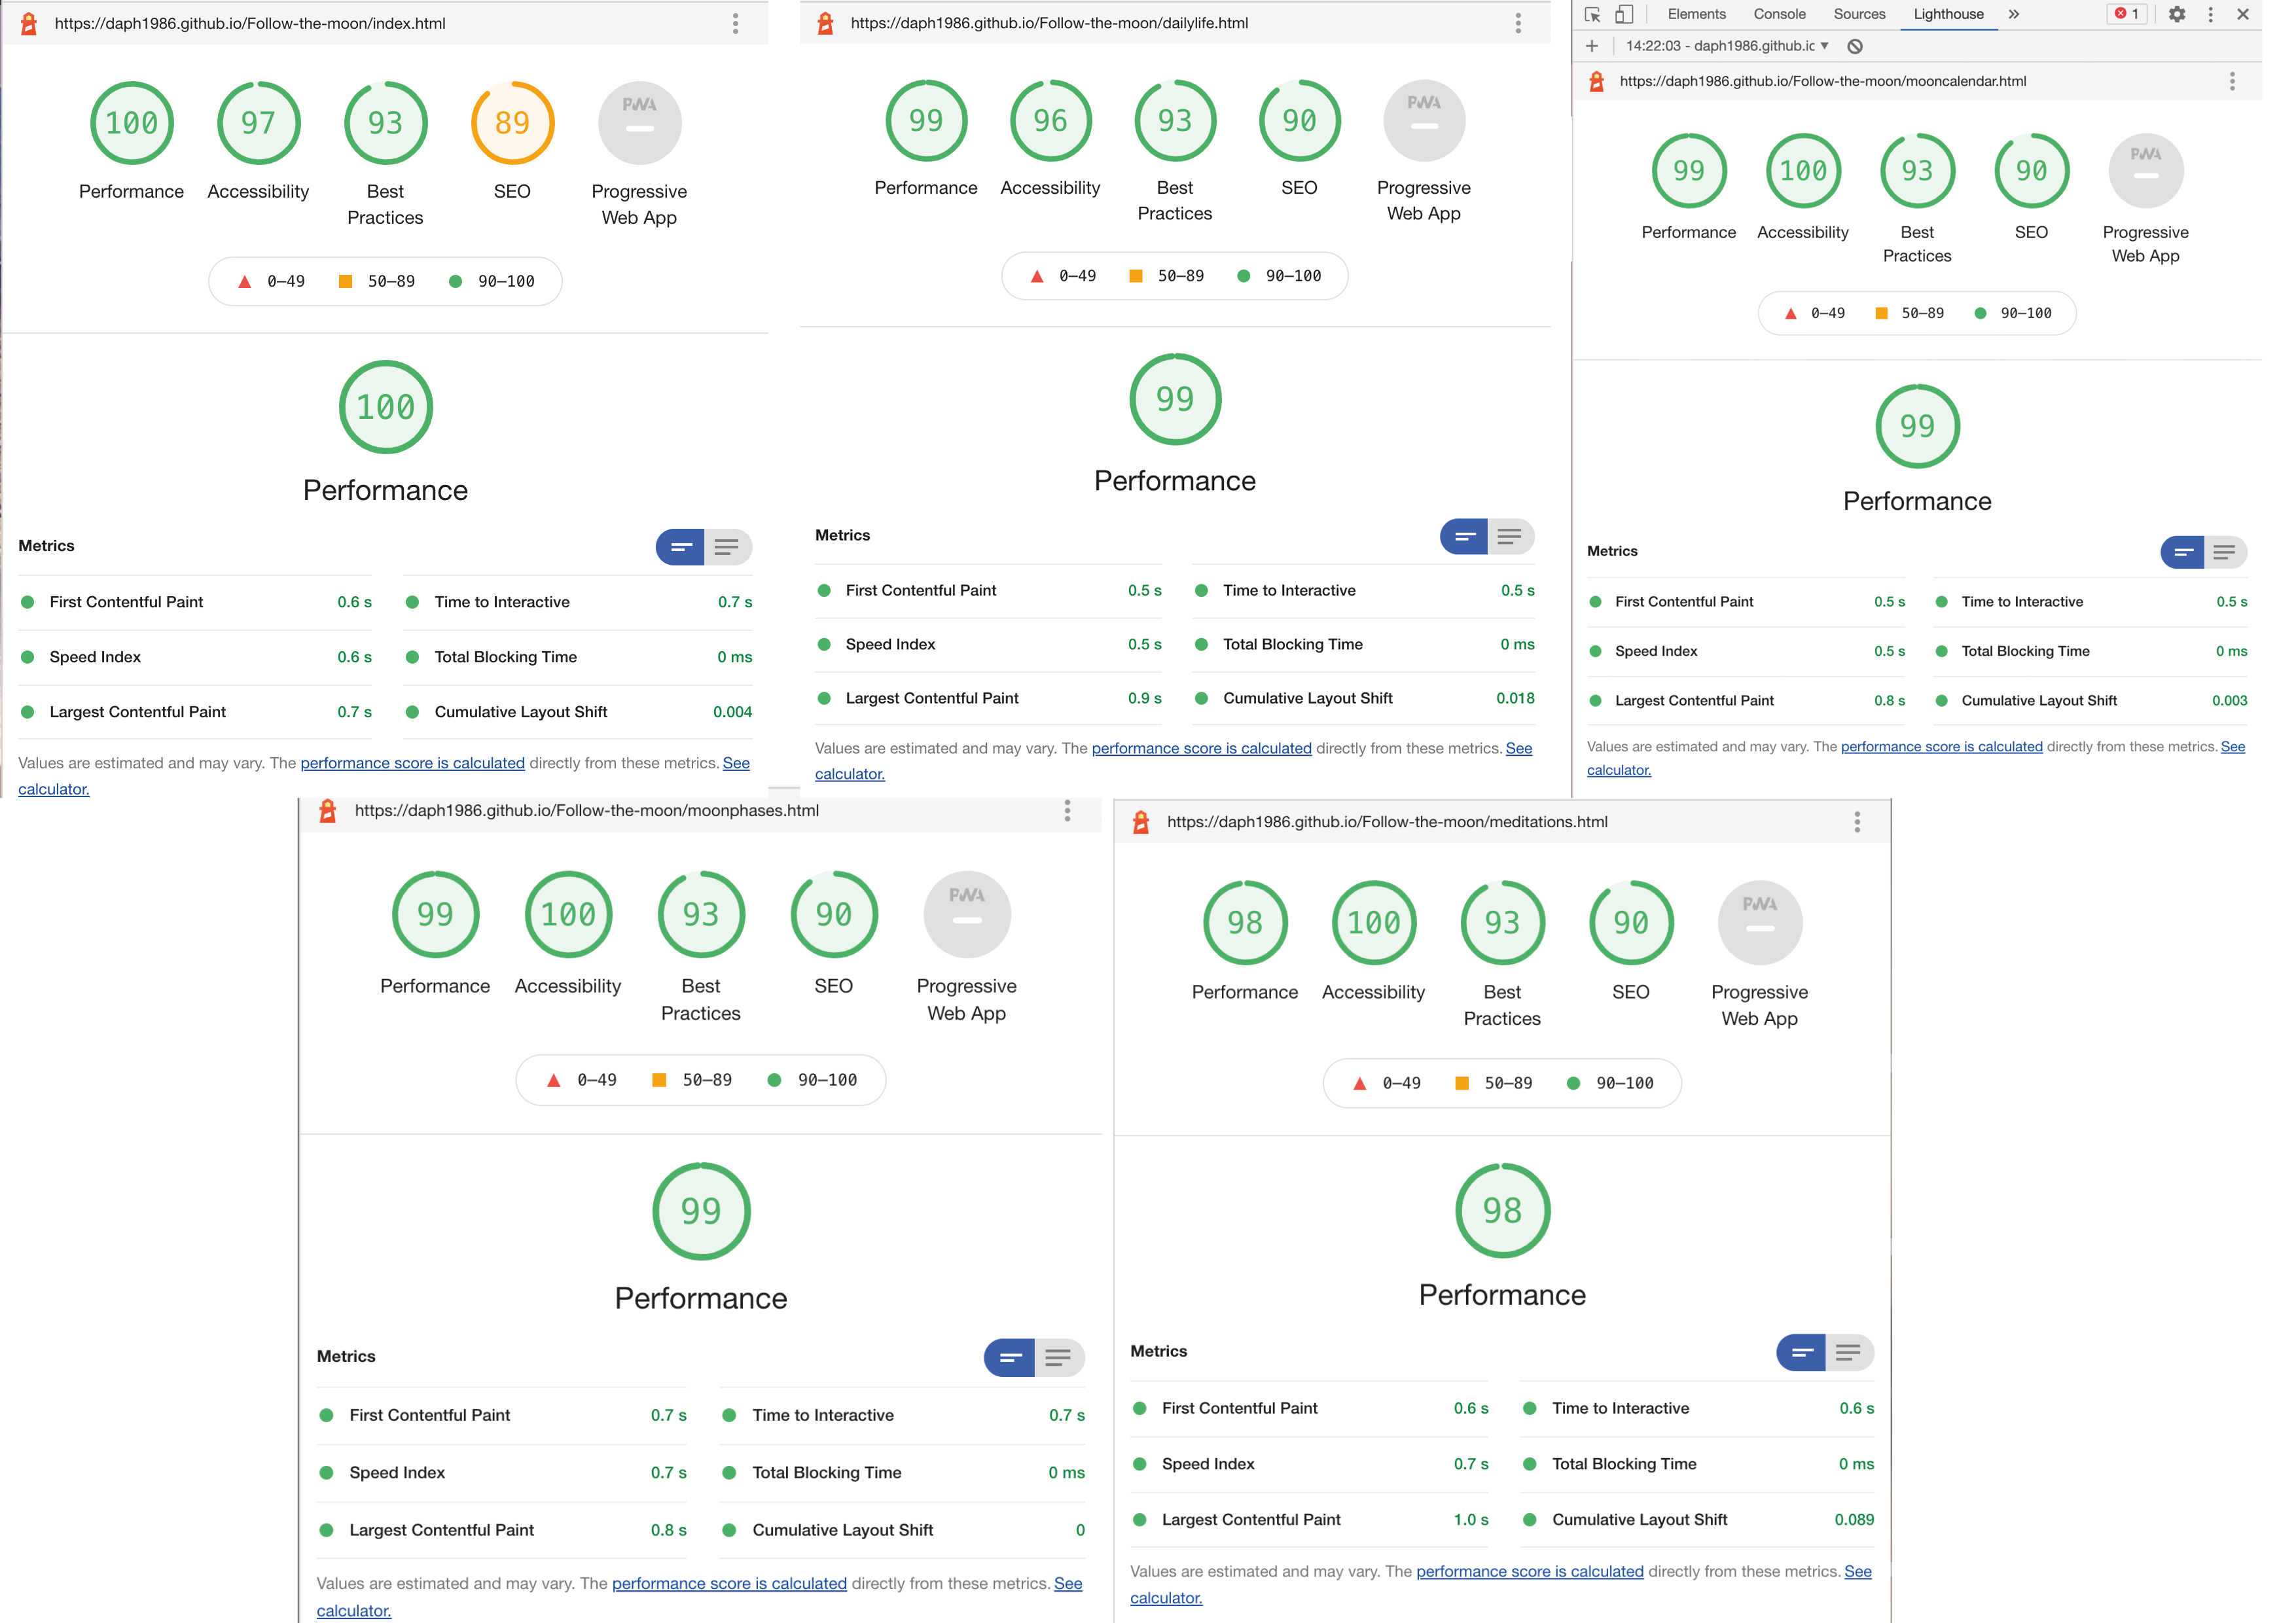 https://daph1986.github.io/Follow-the-moon/index.html
100 97 93 89 PWA
Performance Accessibility Best Practices SEO Progressive Web App
0–49 50–89 90–100
100
Performance
Metrics
First Contentful Paint 0.6 s Time to Interactive 0.7 s
Speed Index 0.6 s Total Blocking Time 0 ms
Largest Contentful Paint 0.7 s Cumulative Layout Shift 0.004
Values are estimated and may vary. The performance score is calculated directly from these metrics. See
calculator.
https://daph1986.github.io/Follow-the-moon/dailylife.html
99 96 93 90 PWA
Performance Accessibility Best Practices SEO Progressive Web App
0–49 50–89 90–100
99
Performance
Metrics
First Contentful Paint 0.5 s Time to Interactive 0.5 s
Speed Index 0.5 s Total Blocking Time 0 ms
Largest Contentful Paint 0.9 s Cumulative Layout Shift 0.018
Values are estimated and may vary. The performance score is calculated directly from these metrics. See
calculator.
Elements Console Sources Lighthouse » 1
14:22:03 - daph1986.github.ic
https://daph1986.github.io/Follow-the-moon/mooncalendar.html
99 100 93 90 PWA
Performance Accessibility Best Practices SEO Progressive Web App
0–49 50–89 90–100
99
Performance
Metrics
First Contentful Paint 0.5 s Time to Interactive 0.5 s
Speed Index 0.5 s Total Blocking Time 0 ms
Largest Contentful Paint 0.8 s Cumulative Layout Shift 0.003
Values are estimated and may vary. The performance score is calculated directly from these metrics. See
calculator.
https://daph1986.github.io/Follow-the-moon/moonphases.html
99 100 93 90 PWA
Performance Accessibility Best Practices SEO Progressive Web App
0–49 50–89 90–100
99
Performance
Metrics
First Contentful Paint 0.7 s Time to Interactive 0.7 s
Speed Index 0.7 s Total Blocking Time 0 ms
Largest Contentful Paint 0.8 s Cumulative Layout Shift 0
Values are estimated and may vary. The performance score is calculated directly from these metrics. See
calculator.
https://daph1986.github.io/Follow-the-moon/meditations.html
98 100 93 90 PWA
Performance Accessibility Best Practices SEO Progressive Web App
0–49 50–89 90–100
98
Performance
Metrics
First Contentful Paint 0.6 s Time to Interactive 0.6 s
Speed Index 0.7 s Total Blocking Time 0 ms
Largest Contentful Paint 1.0 s Cumulative Layout Shift 0.089
Values are estimated and may vary. The performance score is calculated directly from these metrics. See
calculator.